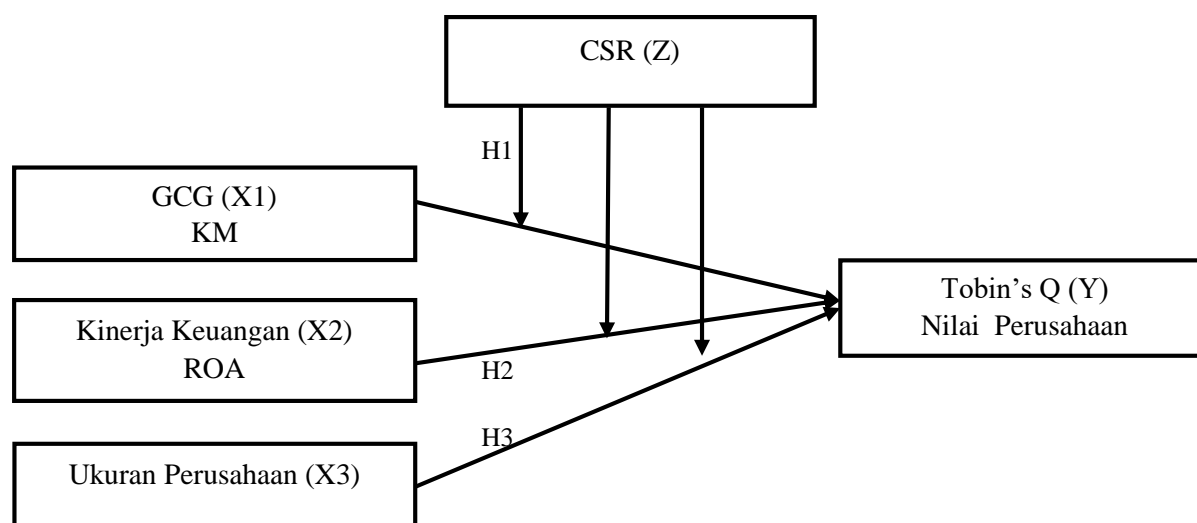 CSR (Z)
H1
GCG (X1)
KM
Tobin’s Q (Y)
Nilai Perusahaan
Kinerja Keuangan (X2)
ROA
H2
H3
Ukuran Perusahaan (X3)